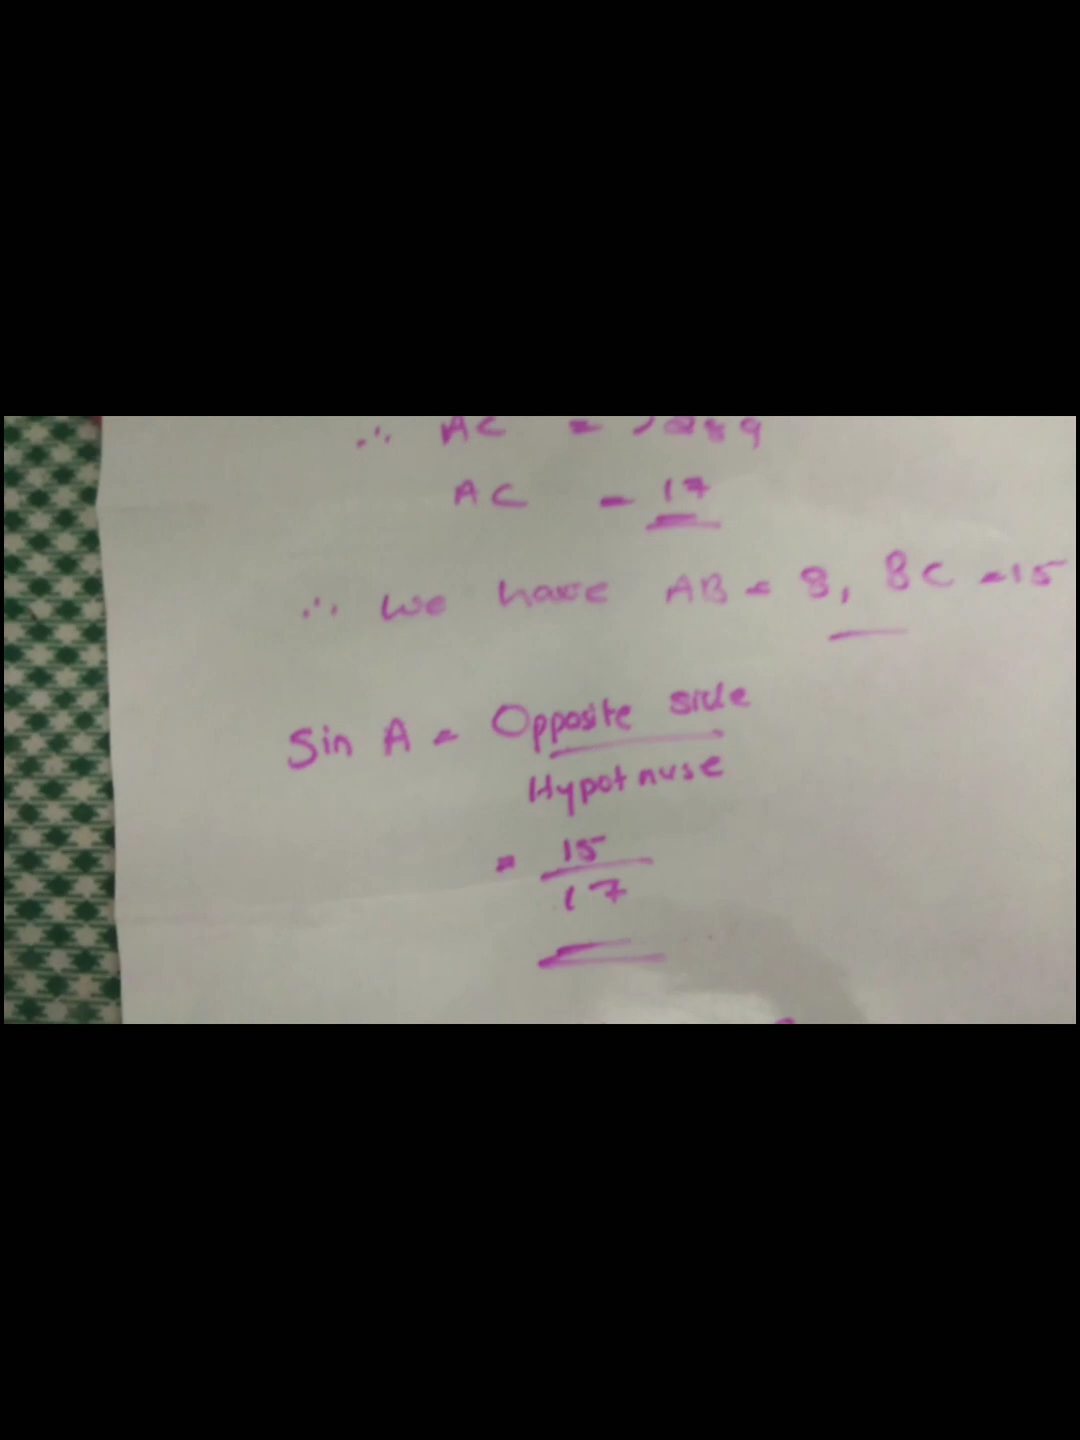 ∴ AC = √289
AC = 17
∴ We have AB = 8, BC = 15
Sin A = Opposite side
Hypotnuse
= 15
17